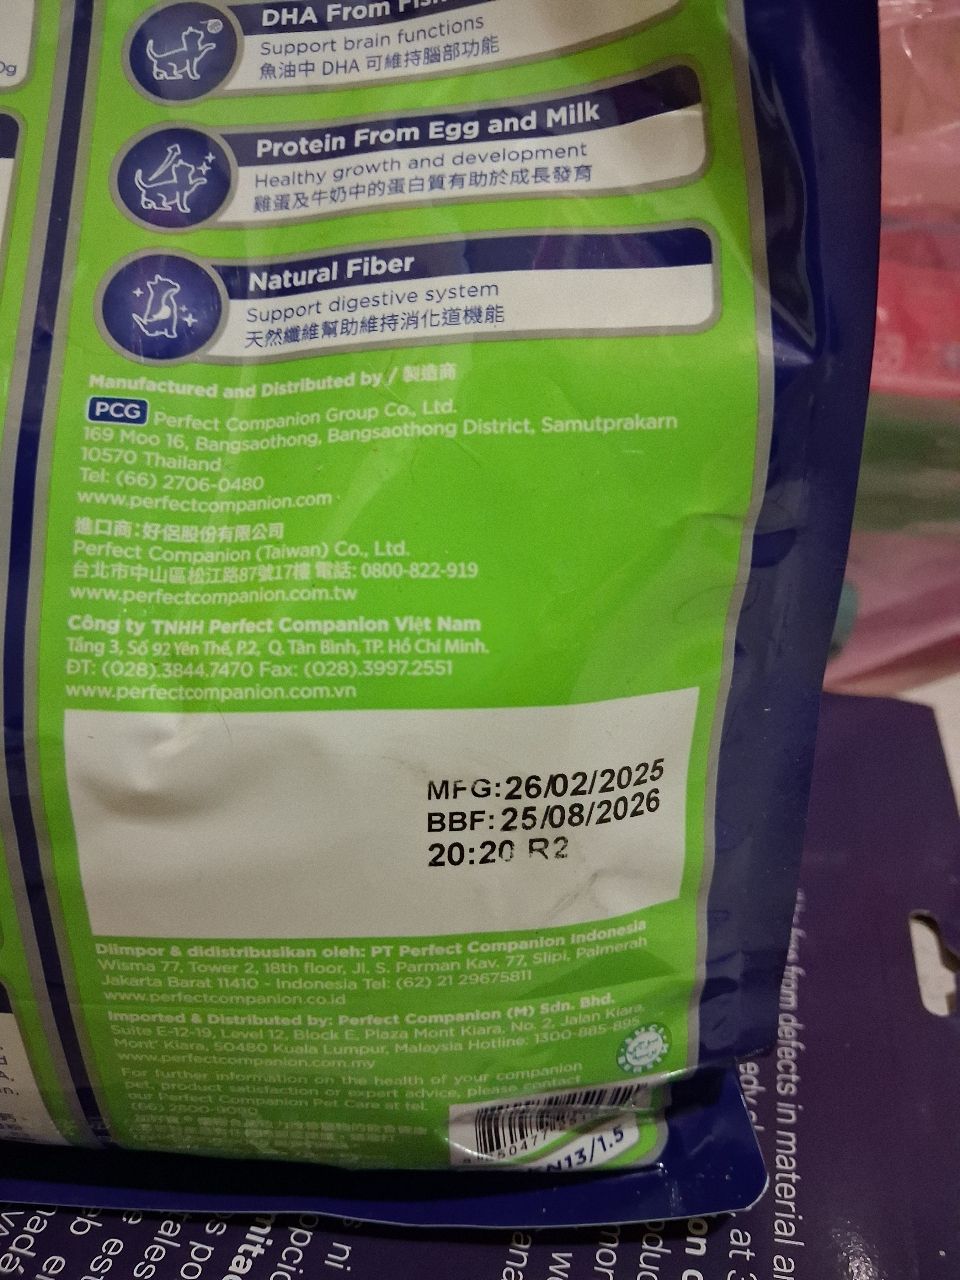 DHA From
Support brain functions
魚油中 DHA 可維持腦部功能
Protein From Egg and Milk
Healthy growth and development
雞蛋及牛奶中的蛋白質有助於成長發育
Natural Fiber
Support digestive system
天然纖維幫助維持消化道機能
Manufactured and Distributed by / 製造商
PCG Perfect Companion Group Co., Ltd.
169 Moo 16, Bangsaothong, Bangsaothong District, Samutprakarn
10570 Thailand
Tel: (66) 2706-0480
www.perfectcompanion.com
進口商:好侶股份有限公司
Perfect Companion (Taiwan) Co., Ltd.
台北市中山區松江路87號17樓 電話: 0800-822-919
www.perfectcompanion.com.tw
Công ty TNHH Perfect Companion Việt Nam
Tầng 3, Số 92 Yên Thế, P.2, Q. Tân Bình, TP. Hồ Chí Minh.
ĐT: (028).3844.7470 Fax: (028).3997.2551
www.perfectcompanion.com.vn
MFG:26/02/2025
BBF:25/08/2026
20:20 R2
Diimpor & didistribusikan oleh: PT Perfect Companion Indonesia
Wisma 77, Tower 2, 18th floor, Jl. S. Parman Kav. 77, Slipi, Palmerah
Jakarta Barat 11410 - Indonesia Tel: (62) 21 29675811
www.perfectcompanion.co.id
Imported & Distributed by: Perfect Companion (M) Sdn. Bhd.
Suite E-12-19, Level 12, Block E, Plaza Mont Kiara, No. 2, Jalan Kiara,
Mont' Kiara, 50480 Kuala Lumpur, Malaysia Hotline: 1300-885-895
www.perfectcompanion.com.my
For further information on the health of your companion
pet, product satisfaction or expert advice, please contact
our Perfect Companion Pet Care at tel.
(66) 2800-9090
N13/1.5
from defects in material